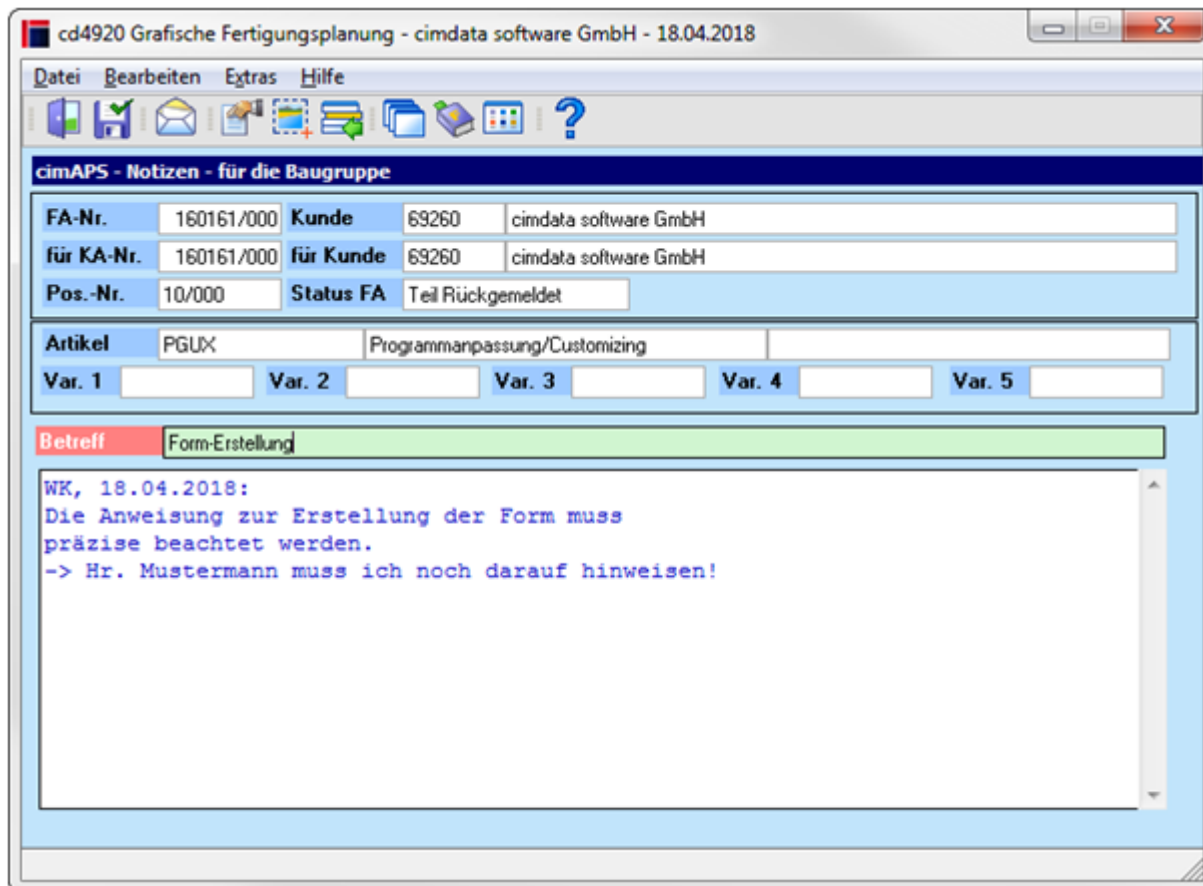 cd4920 Grafische Fertigungsplanung - cimdata software GmbH - 18.04.2018
Datei Bearbeiten Extras Hilfe
cimAPS - Notizen - für die Baugruppe
FA-Nr. 160161/000 Kunde 69260 cimdata software GmbH
für KA-Nr. 160161/000 für Kunde 69260 cimdata software GmbH
Pos.-Nr. 10/000 Status FA Teil Rückgemeldet
Artikel PGUX Programmanpassung/Customizing
Var. 1 Var. 2 Var. 3 Var. 4 Var. 5
Betreff Form-Erstellung
WK, 18.04.2018:
Die Anweisung zur Erstellung der Form muss
präzise beachtet werden.
-> Hr. Mustermann muss ich noch darauf hinweisen!